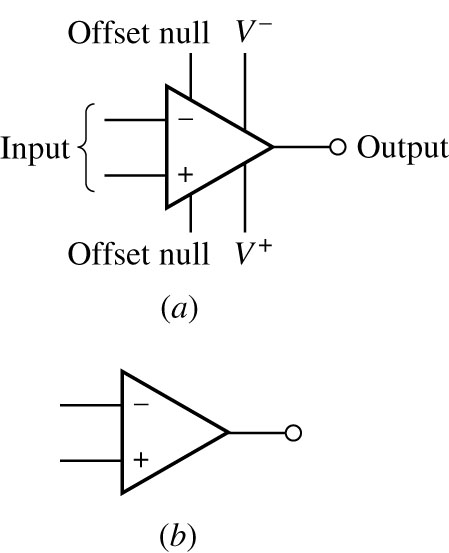 Offset null V⁻
−
Input Output
+
Offset null V⁺
(a)
−
+
(b)